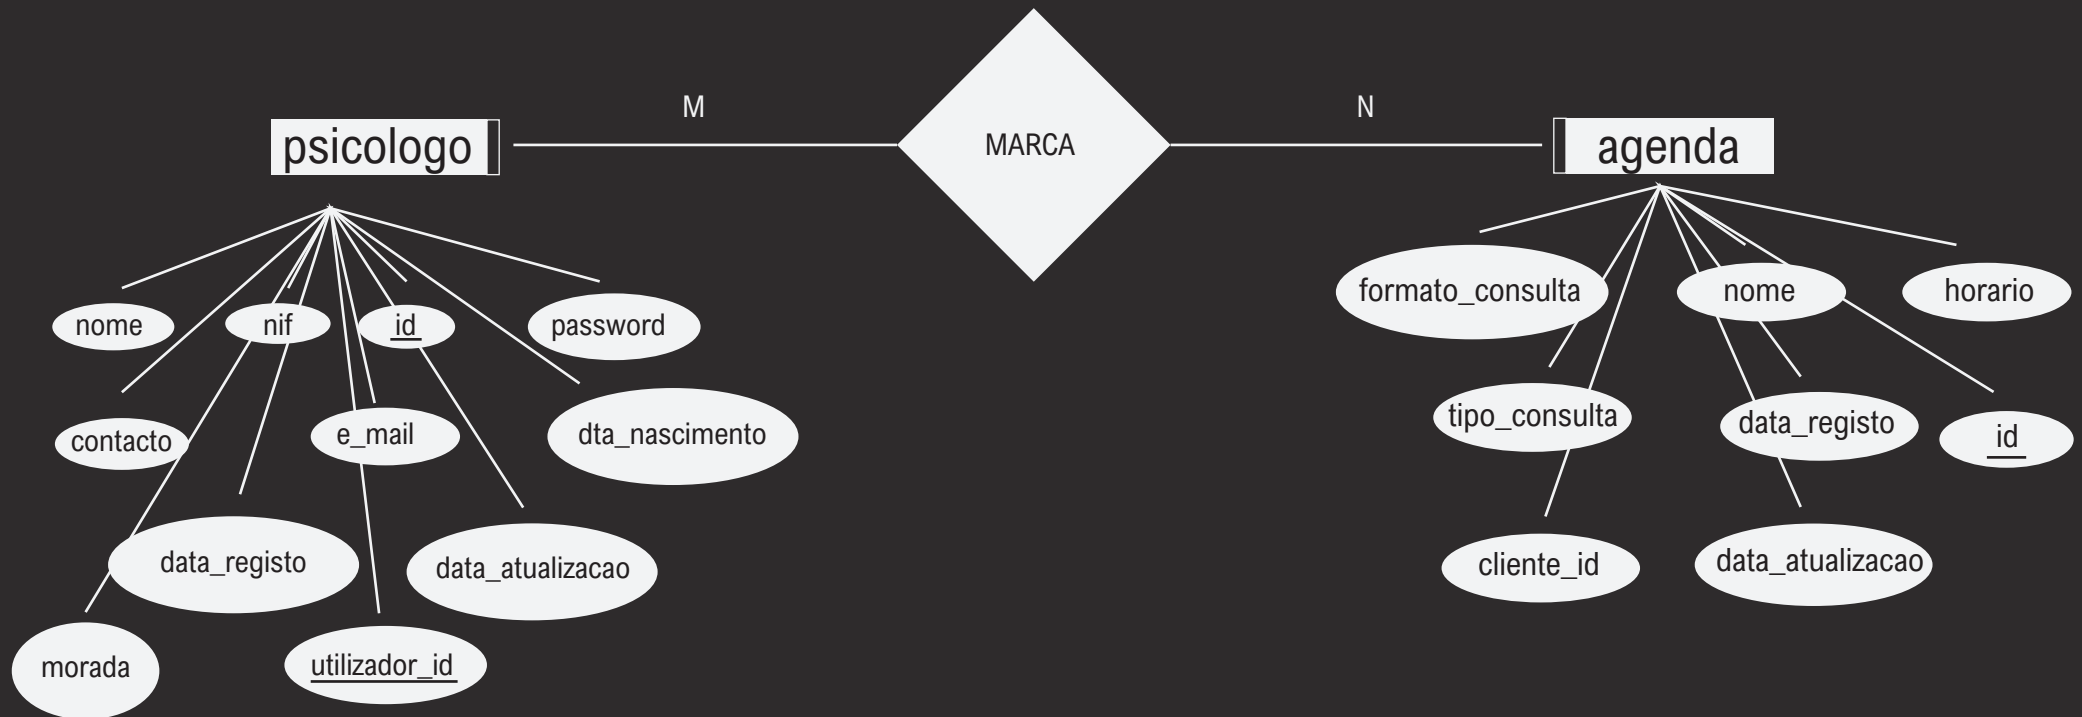 M
N
psicologo
MARCA
agenda
nome
nif
id
password
contacto
e_mail
dta_nascimento
data_registo
data_atualizacao
morada
utilizador_id
formato_consulta
nome
horario
tipo_consulta
data_registo
id
cliente_id
data_atualizacao